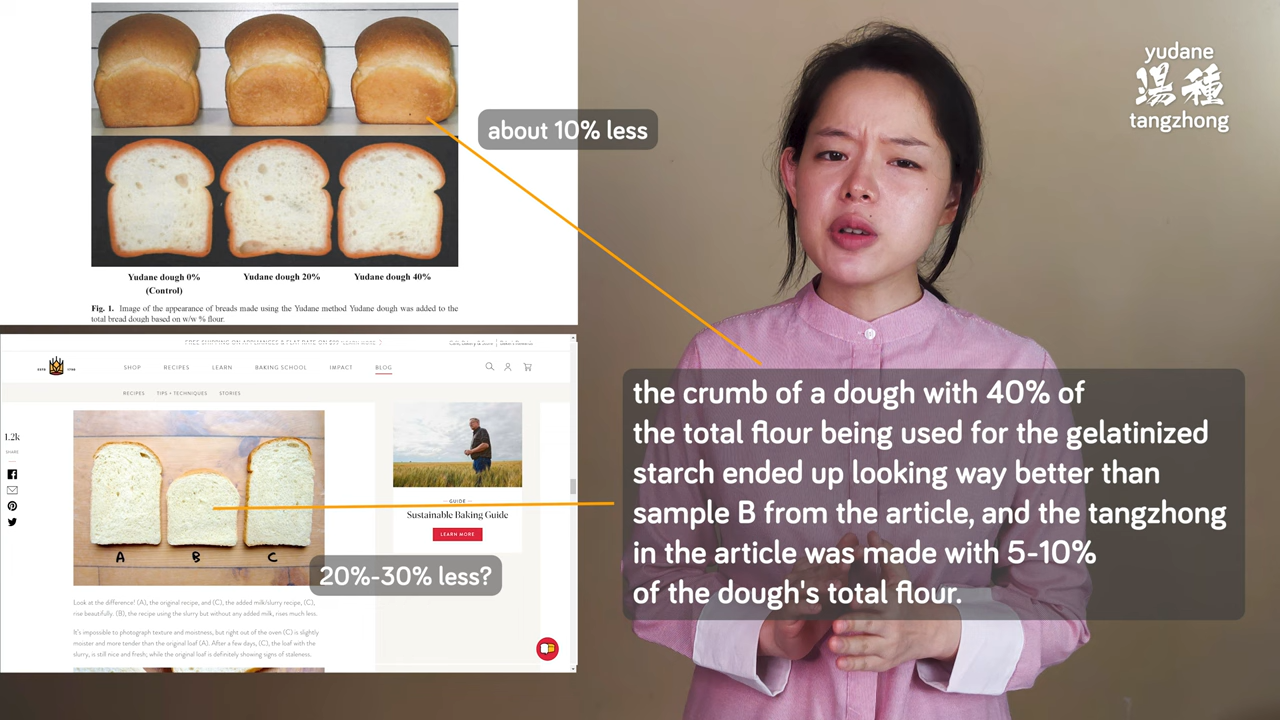 yudane
湯種
tangzhong
about 10% less
Yudane dough 0%
(Control)
Yudane dough 20%
Yudane dough 40%
Fig. 1. Image of the appearance of breads made using the Yudane method Yudane dough was added to the
total bread dough based on w/w % flour.
the crumb of a dough with 40% of
the total flour being used for the gelatinized
starch ended up looking way better than
sample B from the article, and the tangzhong
in the article was made with 5-10%
of the dough's total flour.
SHOP RECIPES LEARN BAKING SCHOOL IMPACT BLOG
RECIPES TIPS + TECHNIQUES STORIES
1.2k
SHARE
A B C
GUIDE
Sustainable Baking Guide
LEARN MORE
20%-30% less?
Look at the difference! (A), the original recipe, and (C), the added milk/slurry recipe, (C),
rise beautifully. (B), the recipe using the slurry but without any added milk, rises much less.
It's impossible to photograph texture and moistness, but right out of the oven (C) is slightly
moister and more tender than the original loaf (A). After a few days, (C), the loaf with the
slurry, is still nice and fresh; while the original loaf is definitely showing signs of staleness.